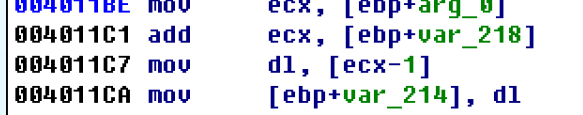 004011BE mov ecx, [ebp+arg_0]
004011C1 add ecx, [ebp+var_218]
004011C7 mov dl, [ecx-1]
004011CA mov [ebp+var_214], dl